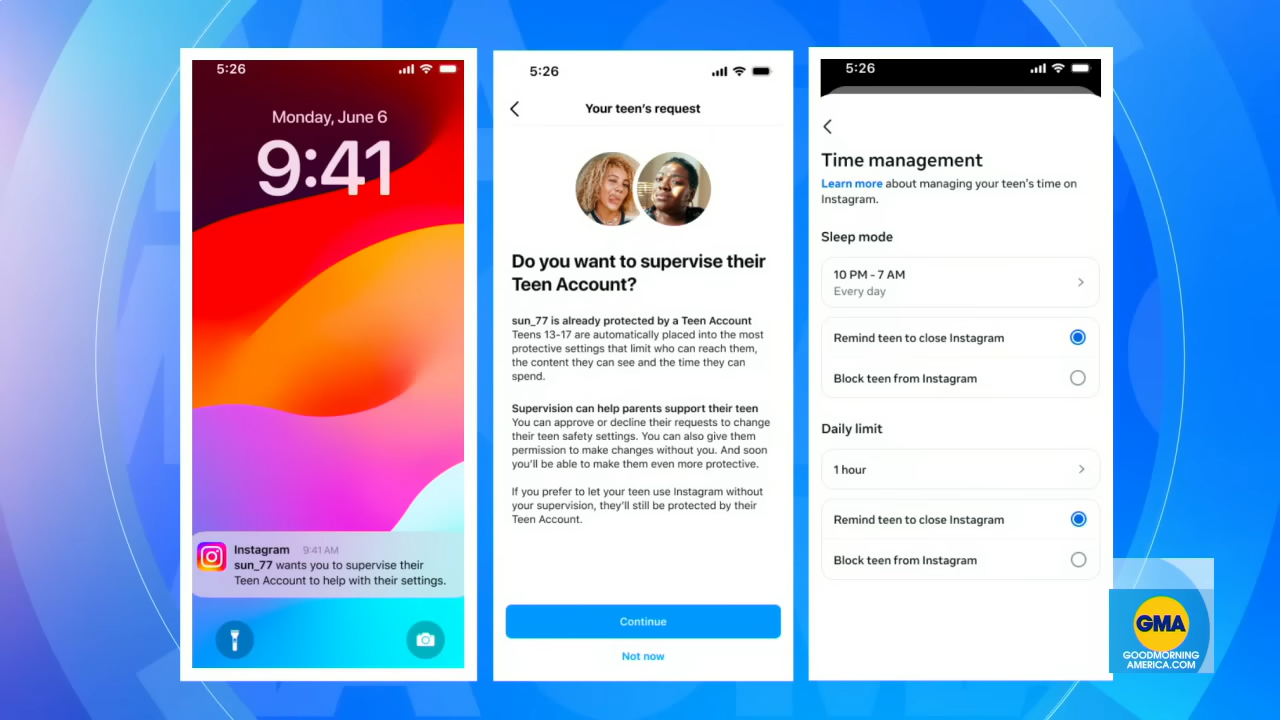 5:26
Monday, June 6
9:41
Instagram 9:41 AM
sun_77 wants you to supervise their
Teen Account to help with their settings.
5:26
Your teen's request
Do you want to supervise their
Teen Account?
sun_77 is already protected by a Teen Account
Teens 13-17 are automatically placed into the most
protective settings that limit who can reach them,
the content they can see and the time they can
spend.
Supervision can help parents support their teen
You can approve or decline their requests to change
their teen safety settings. You can also give them
permission to make changes without you. And soon
you'll be able to make them even more protective.
If you prefer to let your teen use Instagram without
your supervision, they'll still be protected by their
Teen Account.
Continue
Not now
5:26
Time management
Learn more about managing your teen's time on
Instagram.
Sleep mode
10 PM - 7 AM
Every day
Remind teen to close Instagram
Block teen from Instagram
Daily limit
1 hour
Remind teen to close Instagram
Block teen from Instagram
GMA
GOODMORNING
AMERICA.COM